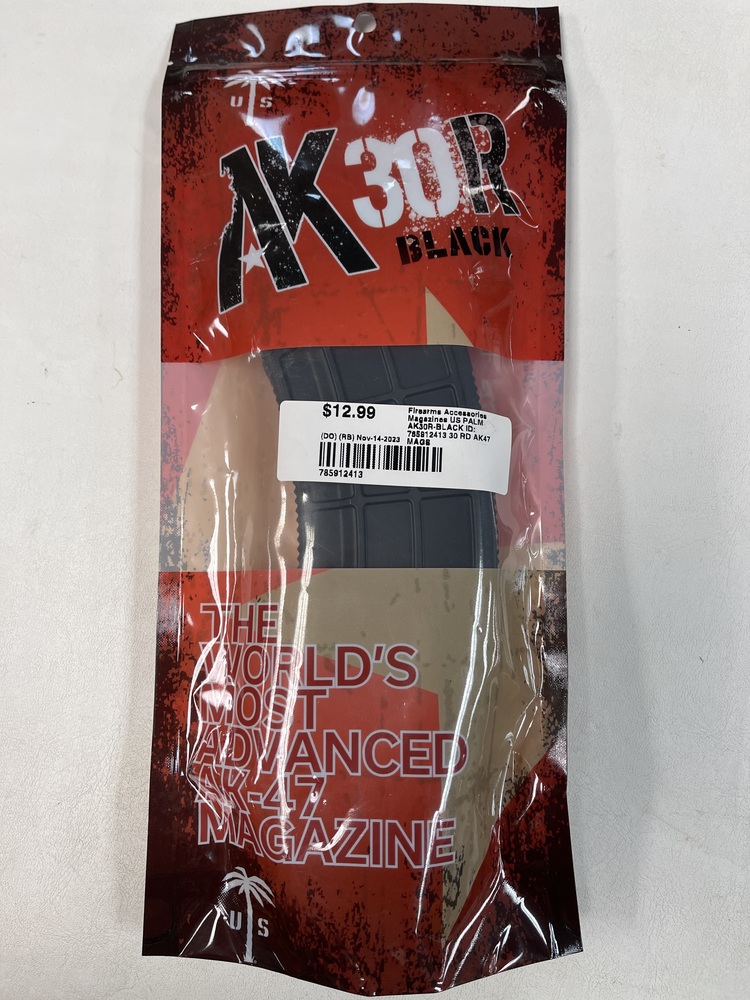 U S
AK30R
BLACK
$12.99
Firearms Accessories
Magazines US PALM
AK30R-BLACK ID:
785912413 30 RD AK47
MAGS
(DO) (RB) Nov-14-2023
785912413
THE
WORLD'S
MOST
ADVANCED
AK-47
MAGAZINE
U S